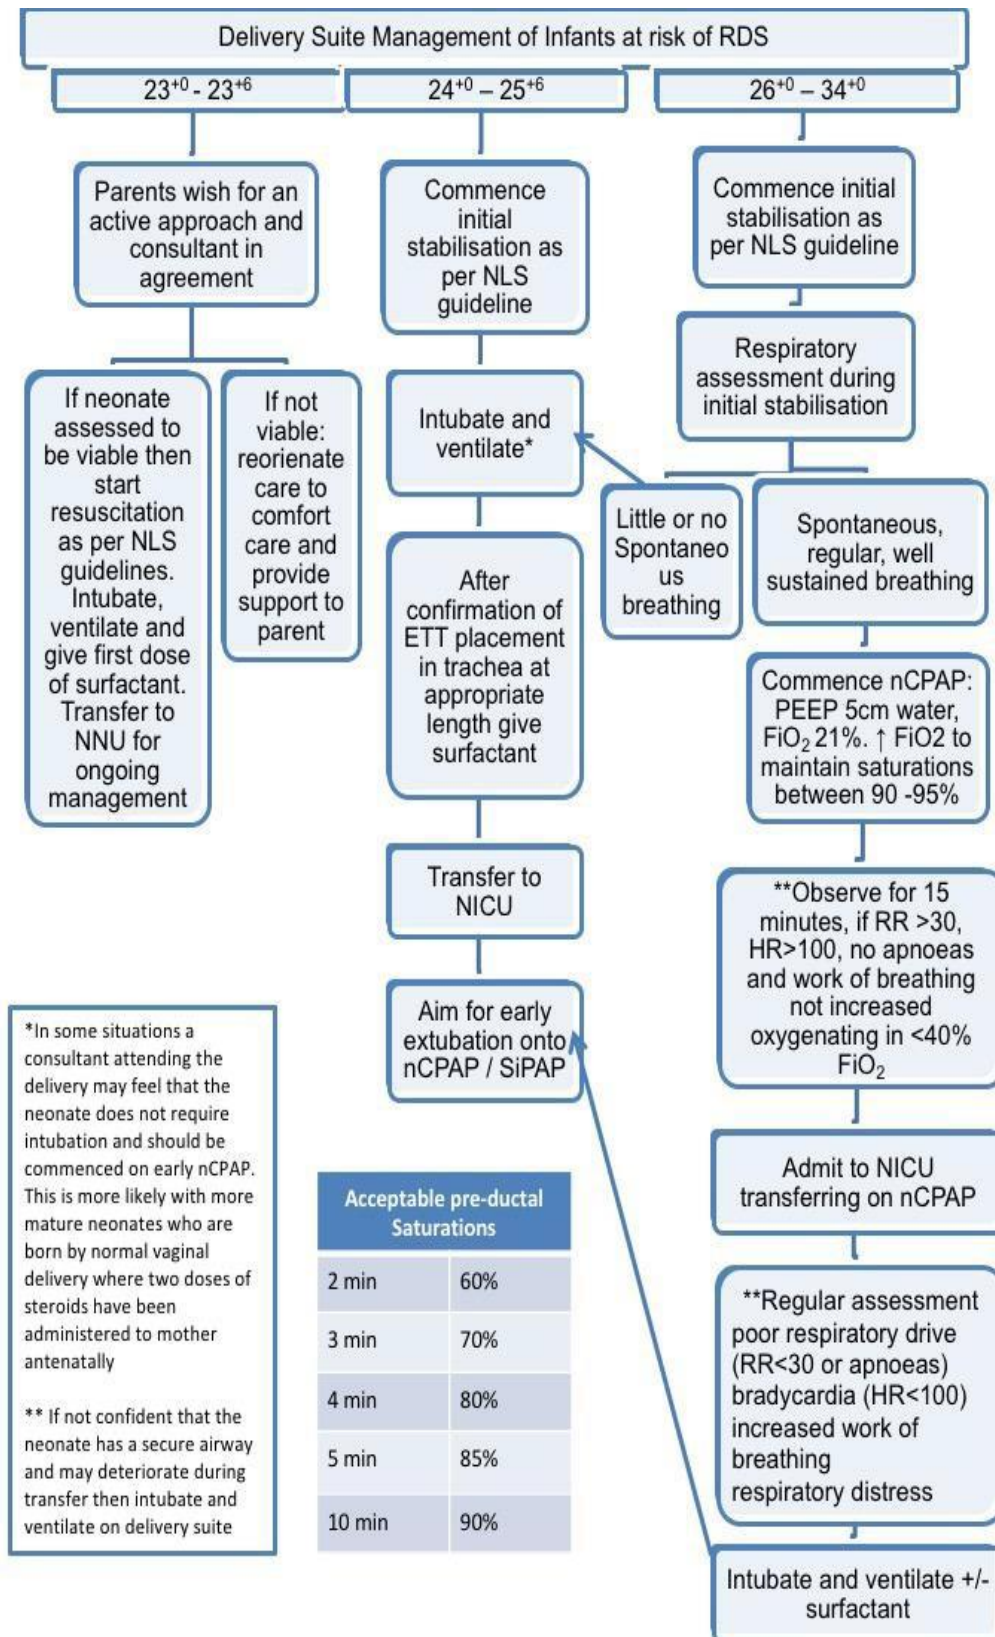 Delivery Suite Management of Infants at risk of RDS
23+0 - 23+6
24+0 – 25+6
26+0 – 34+0
Parents wish for an
active approach and
consultant in
agreement
If neonate
assessed to
be viable then
start
resuscitation
as per NLS
guidelines.
Intubate,
ventilate and
give first dose
of surfactant.
Transfer to
NNU for
ongoing
management
If not
viable:
reorienate
care to
comfort
care and
provide
support to
parent
Commence
initial
stabilisation as
per NLS
guideline
Intubate and
ventilate*
After
confirmation of
ETT placement
in trachea at
appropriate
length give
surfactant
Transfer to
NICU
Aim for early
extubation onto
nCPAP / SiPAP
Commence initial
stabilisation as
per NLS guideline
Respiratory
assessment during
initial stabilisation
Little or no
Spontaneo
us
breathing
Spontaneous,
regular, well
sustained breathing
Commence nCPAP:
PEEP 5cm water,
FiO2 21%. ↑ FiO2 to
maintain saturations
between 90 -95%
**Observe for 15
minutes, if RR >30,
HR>100, no apnoeas
and work of breathing
not increased
oxygenating in <40%
FiO2
Admit to NICU
transferring on nCPAP
**Regular assessment
poor respiratory drive
(RR<30 or apnoeas)
bradycardia (HR<100)
increased work of
breathing
respiratory distress
Intubate and ventilate +/-
surfactant
*In some situations a
consultant attending the
delivery may feel that the
neonate does not require
intubation and should be
commenced on early nCPAP.
This is more likely with more
mature neonates who are
born by normal vaginal
delivery where two doses of
steroids have been
administered to mother
antenatally
** If not confident that the
neonate has a secure airway
and may deteriorate during
transfer then intubate and
ventilate on delivery suite
Acceptable pre-ductal
Saturations
2 min 60%
3 min 70%
4 min 80%
5 min 85%
10 min 90%